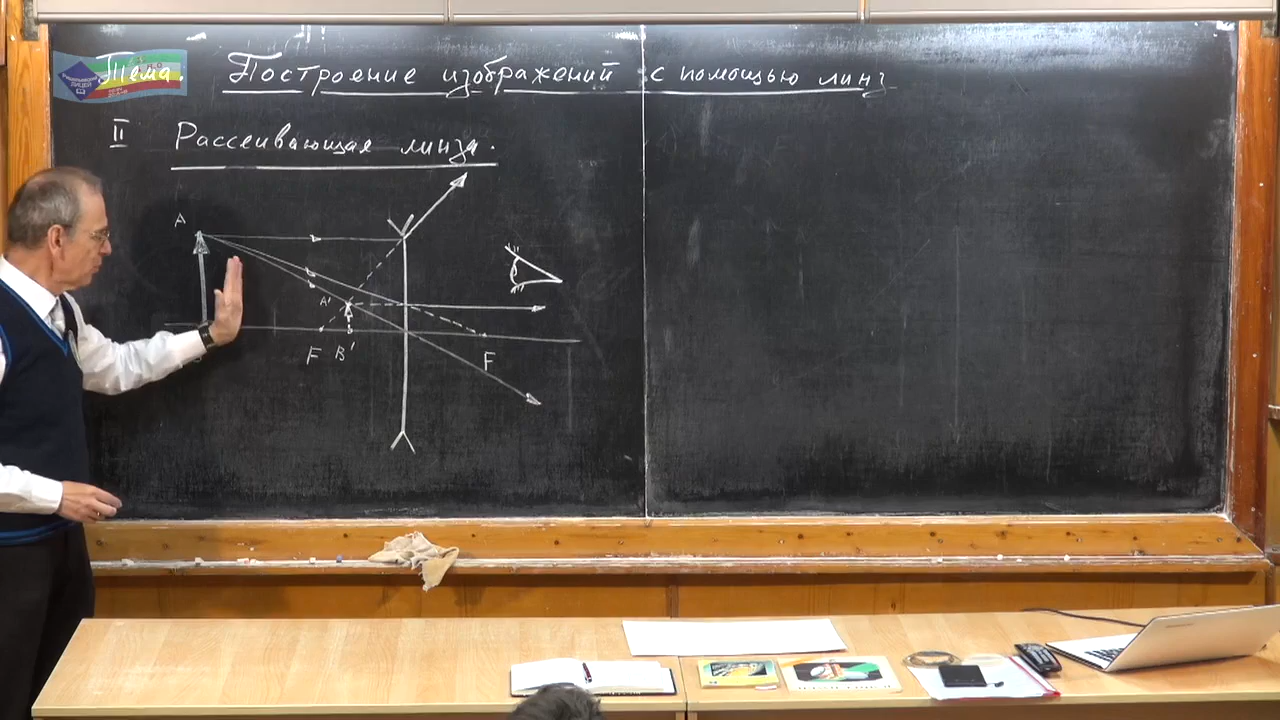 Тема. Построение изображений с помощью линз
II Рассеивающая линза.
A
A'
F B' F